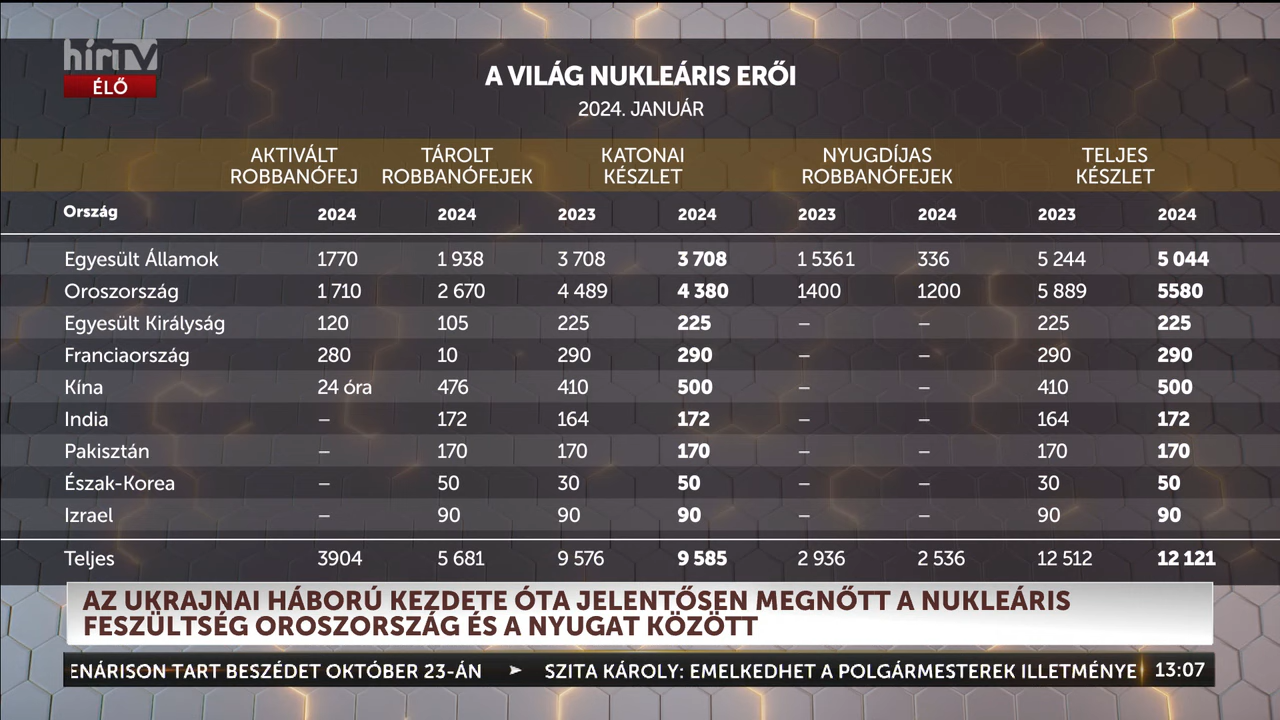 hírTV
ÉLŐ
A VILÁG NUKLEÁRIS ERŐI
2024. JANUÁR
AKTIVÁLT ROBBANÓFEJ TÁROLT ROBBANÓFEJEK KATONAI KÉSZLET NYUGDÍJAS ROBBANÓFEJEK TELJES KÉSZLET
Ország 2024 2024 2023 2024 2023 2024 2023 2024
Egyesült Államok 1770 1 938 3 708 3 708 1 5361 336 5 244 5 044
Oroszország 1 710 2 670 4 489 4 380 1400 1200 5 889 5580
Egyesült Királyság 120 105 225 225 – – 225 225
Franciaország 280 10 290 290 – – 290 290
Kína 24 óra 476 410 500 – – 410 500
India – 172 164 172 – – 164 172
Pakisztán – 170 170 170 – – 170 170
Észak-Korea – 50 30 50 – – 30 50
Izrael – 90 90 90 – – 90 90
Teljes 3904 5 681 9 576 9 585 2 936 2 536 12 512 12 121
AZ UKRAJNAI HÁBORÚ KEZDETE ÓTA JELENTŐSEN MEGNŐTT A NUKLEÁRIS
FESZÜLTSÉG OROSZORSZÁG ÉS A NYUGAT KÖZÖTT
ENÁRISON TART BESZÉDET OKTÓBER 23-ÁN ➤ SZITA KÁROLY: EMELKEDHET A POLGÁRMESTEREK ILLETMÉNYE 13:07